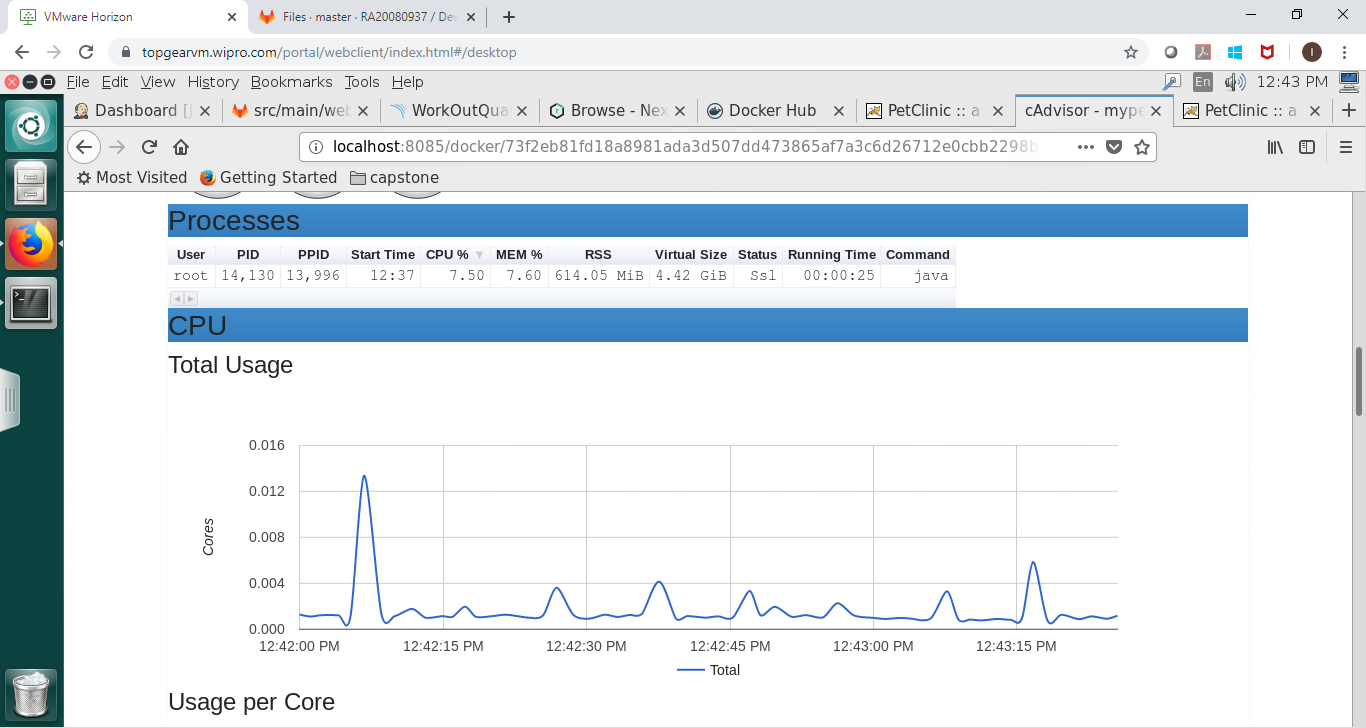 VMware Horizon
Files · master · RA20080937 / De
topgearvm.wipro.com/portal/webclient/index.html#/desktop
I
File Edit View History Bookmarks Tools Help
En
12:43 PM
Dashboard [
src/main/web
WorkOutQua
Browse - Nex
Docker Hub
PetClinic :: a
cAdvisor - mype
PetClinic :: a
localhost:8085/docker/73f2eb81fd18a8981ada3d507dd473865af7a3c6d26712e0cbb2298b
Most Visited Getting Started capstone
Processes
User PID PPID Start Time CPU % ▼ MEM % RSS Virtual Size Status Running Time Command
root 14,130 13,996 12:37 7.50 7.60 614.05 MiB 4.42 GiB Ssl 00:00:25 java
CPU
Total Usage
0.016
0.012
0.008
0.004
0.000
Cores
12:42:00 PM 12:42:15 PM 12:42:30 PM 12:42:45 PM 12:43:00 PM 12:43:15 PM
Total
Usage per Core